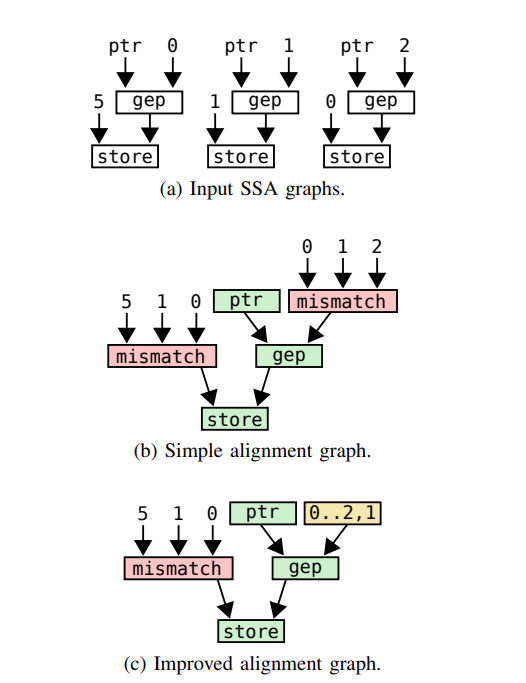 ptr 0 ptr 1 ptr 2
5 gep 1 gep 0 gep
store store store
(a) Input SSA graphs.
0 1 2
5 1 0 ptr mismatch
mismatch gep
store
(b) Simple alignment graph.
5 1 0 ptr 0..2,1
mismatch gep
store
(c) Improved alignment graph.